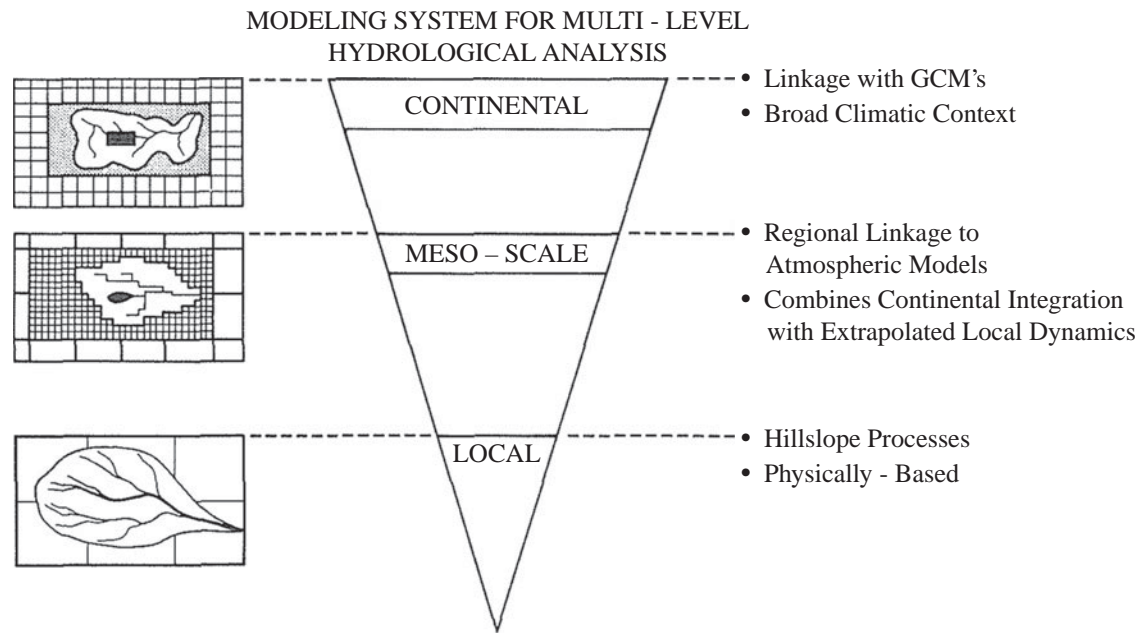 MODELING SYSTEM FOR MULTI - LEVEL
HYDROLOGICAL ANALYSIS
CONTINENTAL
• Linkage with GCM's
• Broad Climatic Context
MESO – SCALE
• Regional Linkage to
Atmospheric Models
• Combines Continental Integration
with Extrapolated Local Dynamics
LOCAL
• Hillslope Processes
• Physically - Based